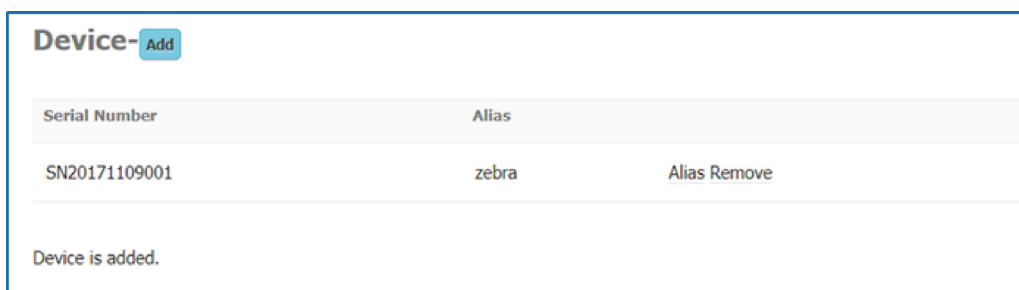 Device- Add
Serial Number Alias
SN20171109001 zebra Alias Remove
Device is added.